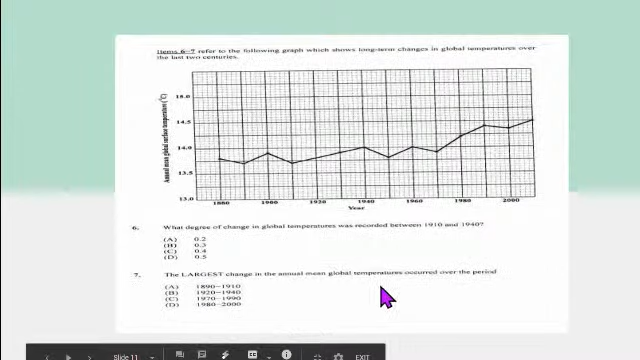 Items 6-7 refer to the following graph which shows long-term changes in global temperatures over
the last two centuries.
Annual mean global surface temperature (°C)
15.0
14.5
14.0
13.5
13.0
1880 1900 1920 1940 1960 1980 2000
Year
6. What degree of change in global temperatures was recorded between 1910 and 1940?
(A) 0.2
(B) 0.3
(C) 0.4
(D) 0.5
7. The LARGEST change in the annual mean global temperatures occurred over the period
(A) 1890-1910
(B) 1920-1940
(C) 1970-1990
(D) 1980-2000
Slide 11
EXIT